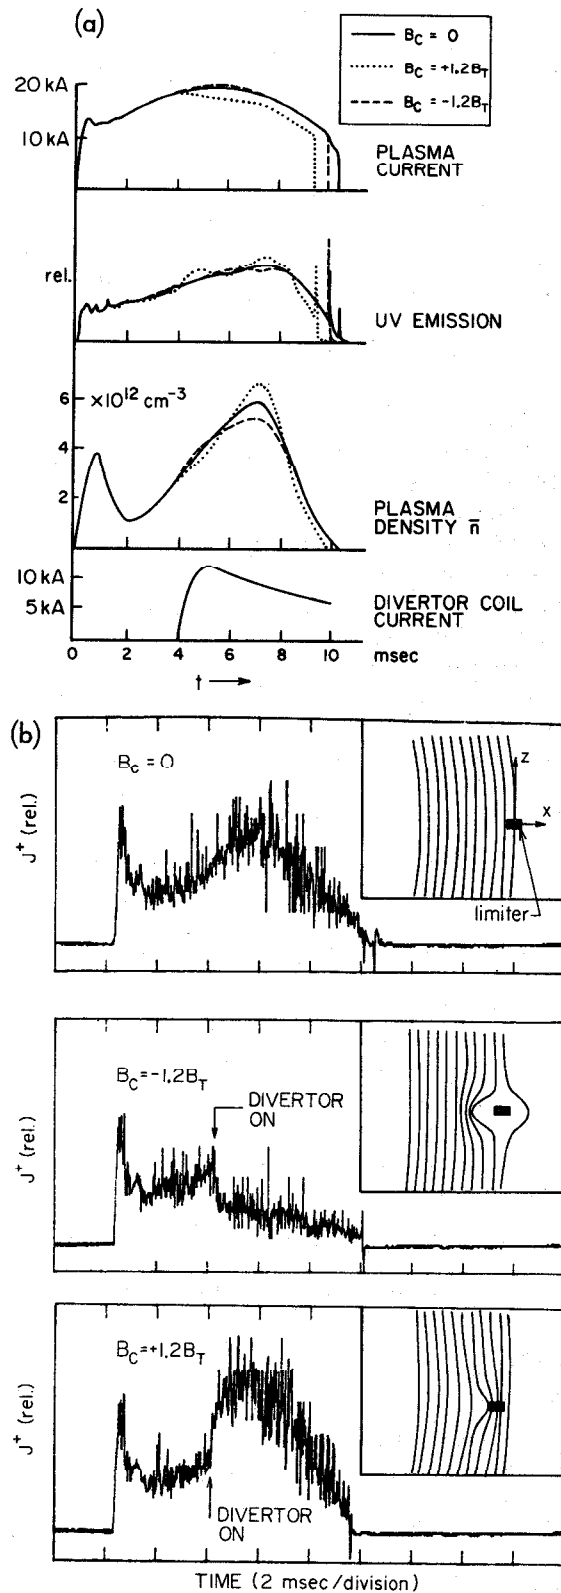 (a)
B_C = 0
B_C = +1.2B_T
B_C = -1.2B_T
20 kA
10 kA
PLASMA
CURRENT
rel.
UV EMISSION
6
×10^12 cm^-3
4
2
PLASMA
DENSITY n̄
10 kA
5kA
DIVERTOR COIL
CURRENT
0 2 4 6 8 10 msec
t →
(b)
B_C = 0
J^+ (rel.)
z
x
limiter
B_C = -1.2B_T
DIVERTOR
ON
J^+ (rel.)
B_C = +1.2B_T
J^+ (rel.)
DIVERTOR
ON
TIME (2 msec/division)